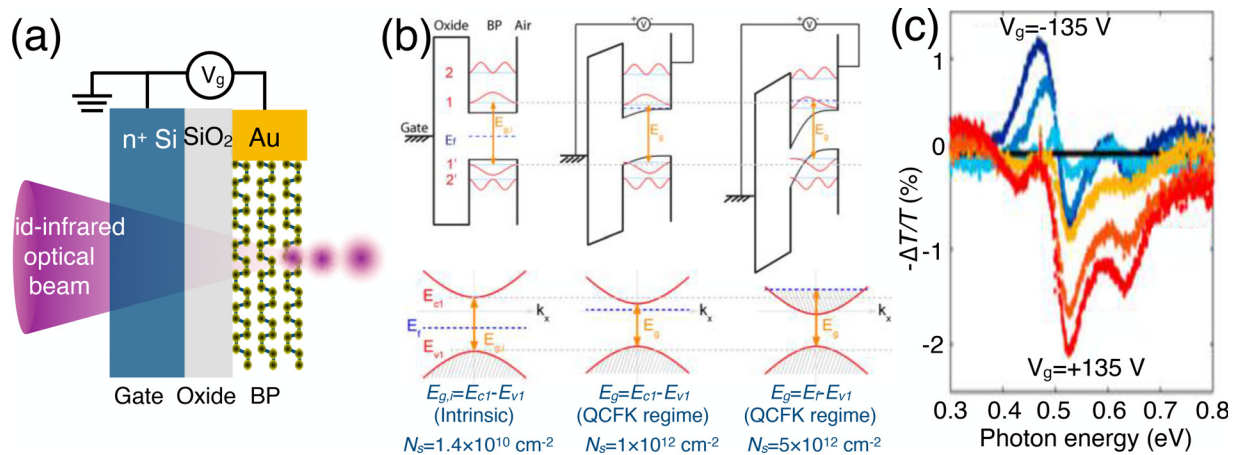 (a)
Vg
n+ Si
SiO2
Au
id-infrared
optical
beam
Gate
Oxide
BP
(b)
Oxide BP Air
2
1
Gate
Ef
Eg,i
1'
2'
+ V -
Eg
+ V -
Eg
Ec1
kx
Ef
Ev1
Eg,i
kx
Eg
kx
Eg
Eg,i=Ec1-Ev1
(Intrinsic)
Ns=1.4×10^10 cm-2
Eg=Ec1-Ev1
(QCFK regime)
Ns=1×10^12 cm-2
Eg=Ef-Ev1
(QCFK regime)
Ns=5×10^12 cm-2
(c)
Vg=-135 V
1
0
-1
-2
-ΔT/T (%)
Vg=+135 V
0.3 0.4 0.5 0.6 0.7 0.8
Photon energy (eV)